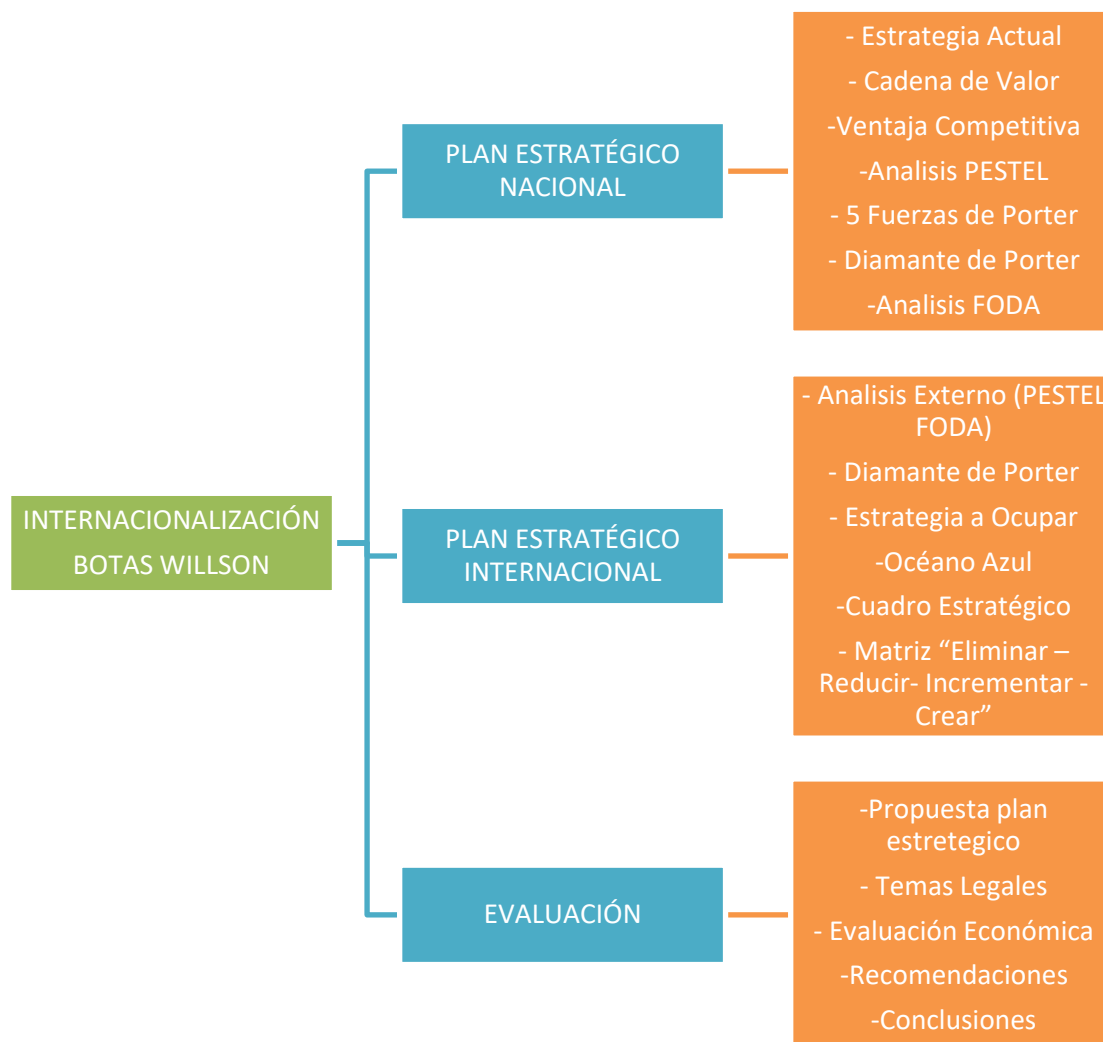 INTERNACIONALIZACIÓN
BOTAS WILLSON
PLAN ESTRATÉGICO
NACIONAL
- Estrategia Actual
- Cadena de Valor
-Ventaja Competitiva
-Analisis PESTEL
- 5 Fuerzas de Porter
- Diamante de Porter
-Analisis FODA
PLAN ESTRATÉGICO
INTERNACIONAL
- Analisis Externo (PESTEL
FODA)
- Diamante de Porter
- Estrategia a Ocupar
-Océano Azul
-Cuadro Estratégico
- Matriz “Eliminar –
Reducir- Incrementar -
Crear”
EVALUACIÓN
-Propuesta plan
estretegico
- Temas Legales
- Evaluación Económica
-Recomendaciones
-Conclusiones